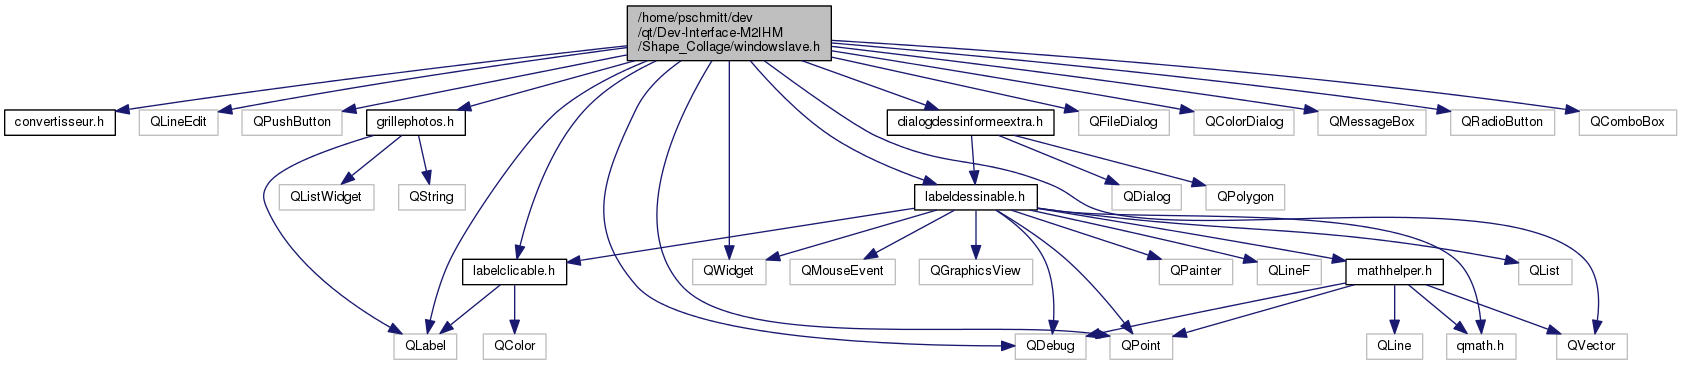 /home/pschmitt/dev
/qt/Dev-Interface-M2IHM
/Shape_Collage/windowslave.h
convertisseur.h
QLineEdit
QPushButton
grillephotos.h
dialogdessinformeextra.h
QFileDialog
QColorDialog
QMessageBox
QRadioButton
QComboBox
QListWidget
QString
labeldessinable.h
QDialog
QPolygon
labelclicable.h
QWidget
QMouseEvent
QGraphicsView
QPainter
QLineF
mathhelper.h
QList
QLabel
QColor
QDebug
QPoint
QLine
qmath.h
QVector